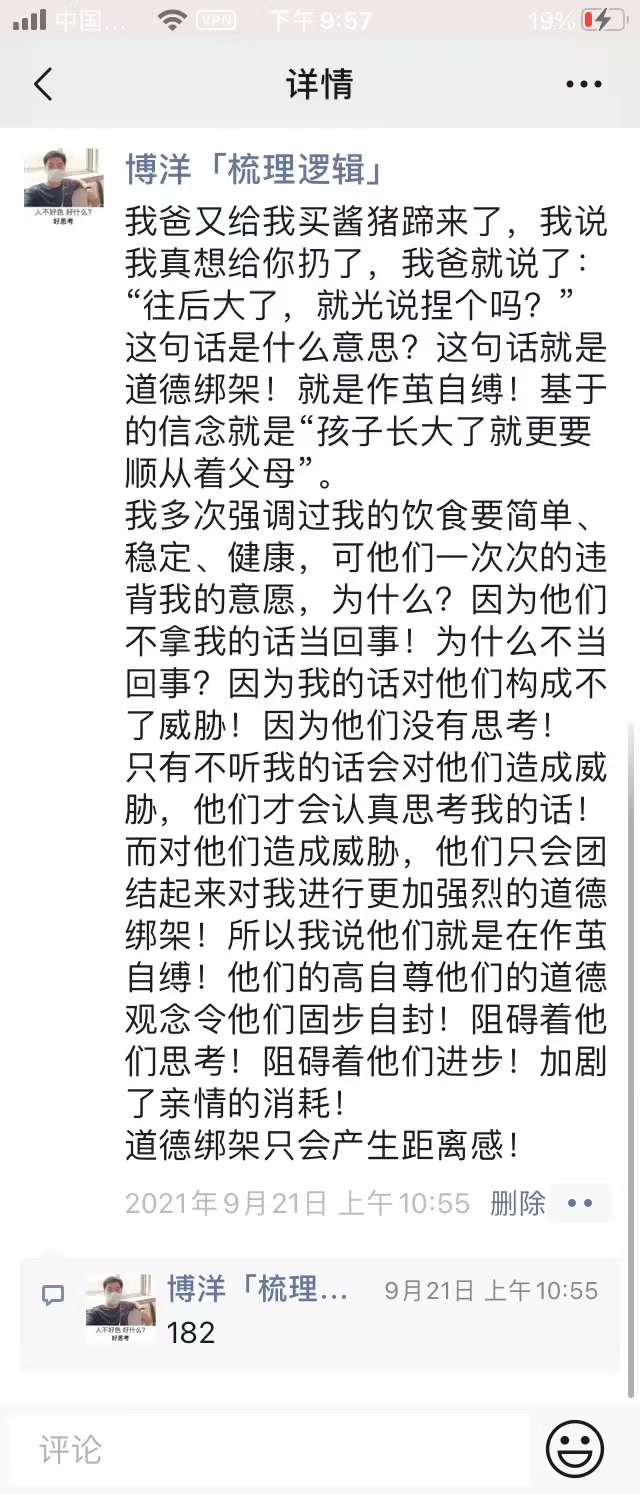 中国... VPN 下午9:57 19%
详情
博洋「梳理逻辑」
人不好色 好什么?
好思考
我爸又给我买酱猪蹄来了，我说
我真想给你扔了，我爸就说了：
“往后大了，就光说捏个吗？”
这句话是什么意思？这句话就是
道德绑架！就是作茧自缚！基于
的信念就是“孩子长大了就更要
顺从着父母”。
我多次强调过我的饮食要简单、
稳定、健康，可他们一次次的违
背我的意愿，为什么？因为他们
不拿我的话当回事！为什么不当
回事？因为我的话对他们构成不
了威胁！因为他们没有思考！
只有不听我的话会对他们造成威
胁，他们才会认真思考我的话！
而对他们造成威胁，他们只会团
结起来对我进行更加强烈的道德
绑架！所以我说他们就是在作茧
自缚！他们的高自尊他们的道德
观念令他们固步自封！阻碍着他
们思考！阻碍着他们进步！加剧
了亲情的消耗！
道德绑架只会产生距离感！
2021年9月21日 上午10:55 删除
博洋「梳理... 9月21日 上午10:55
人不好色 好什么?
好思考
182
评论